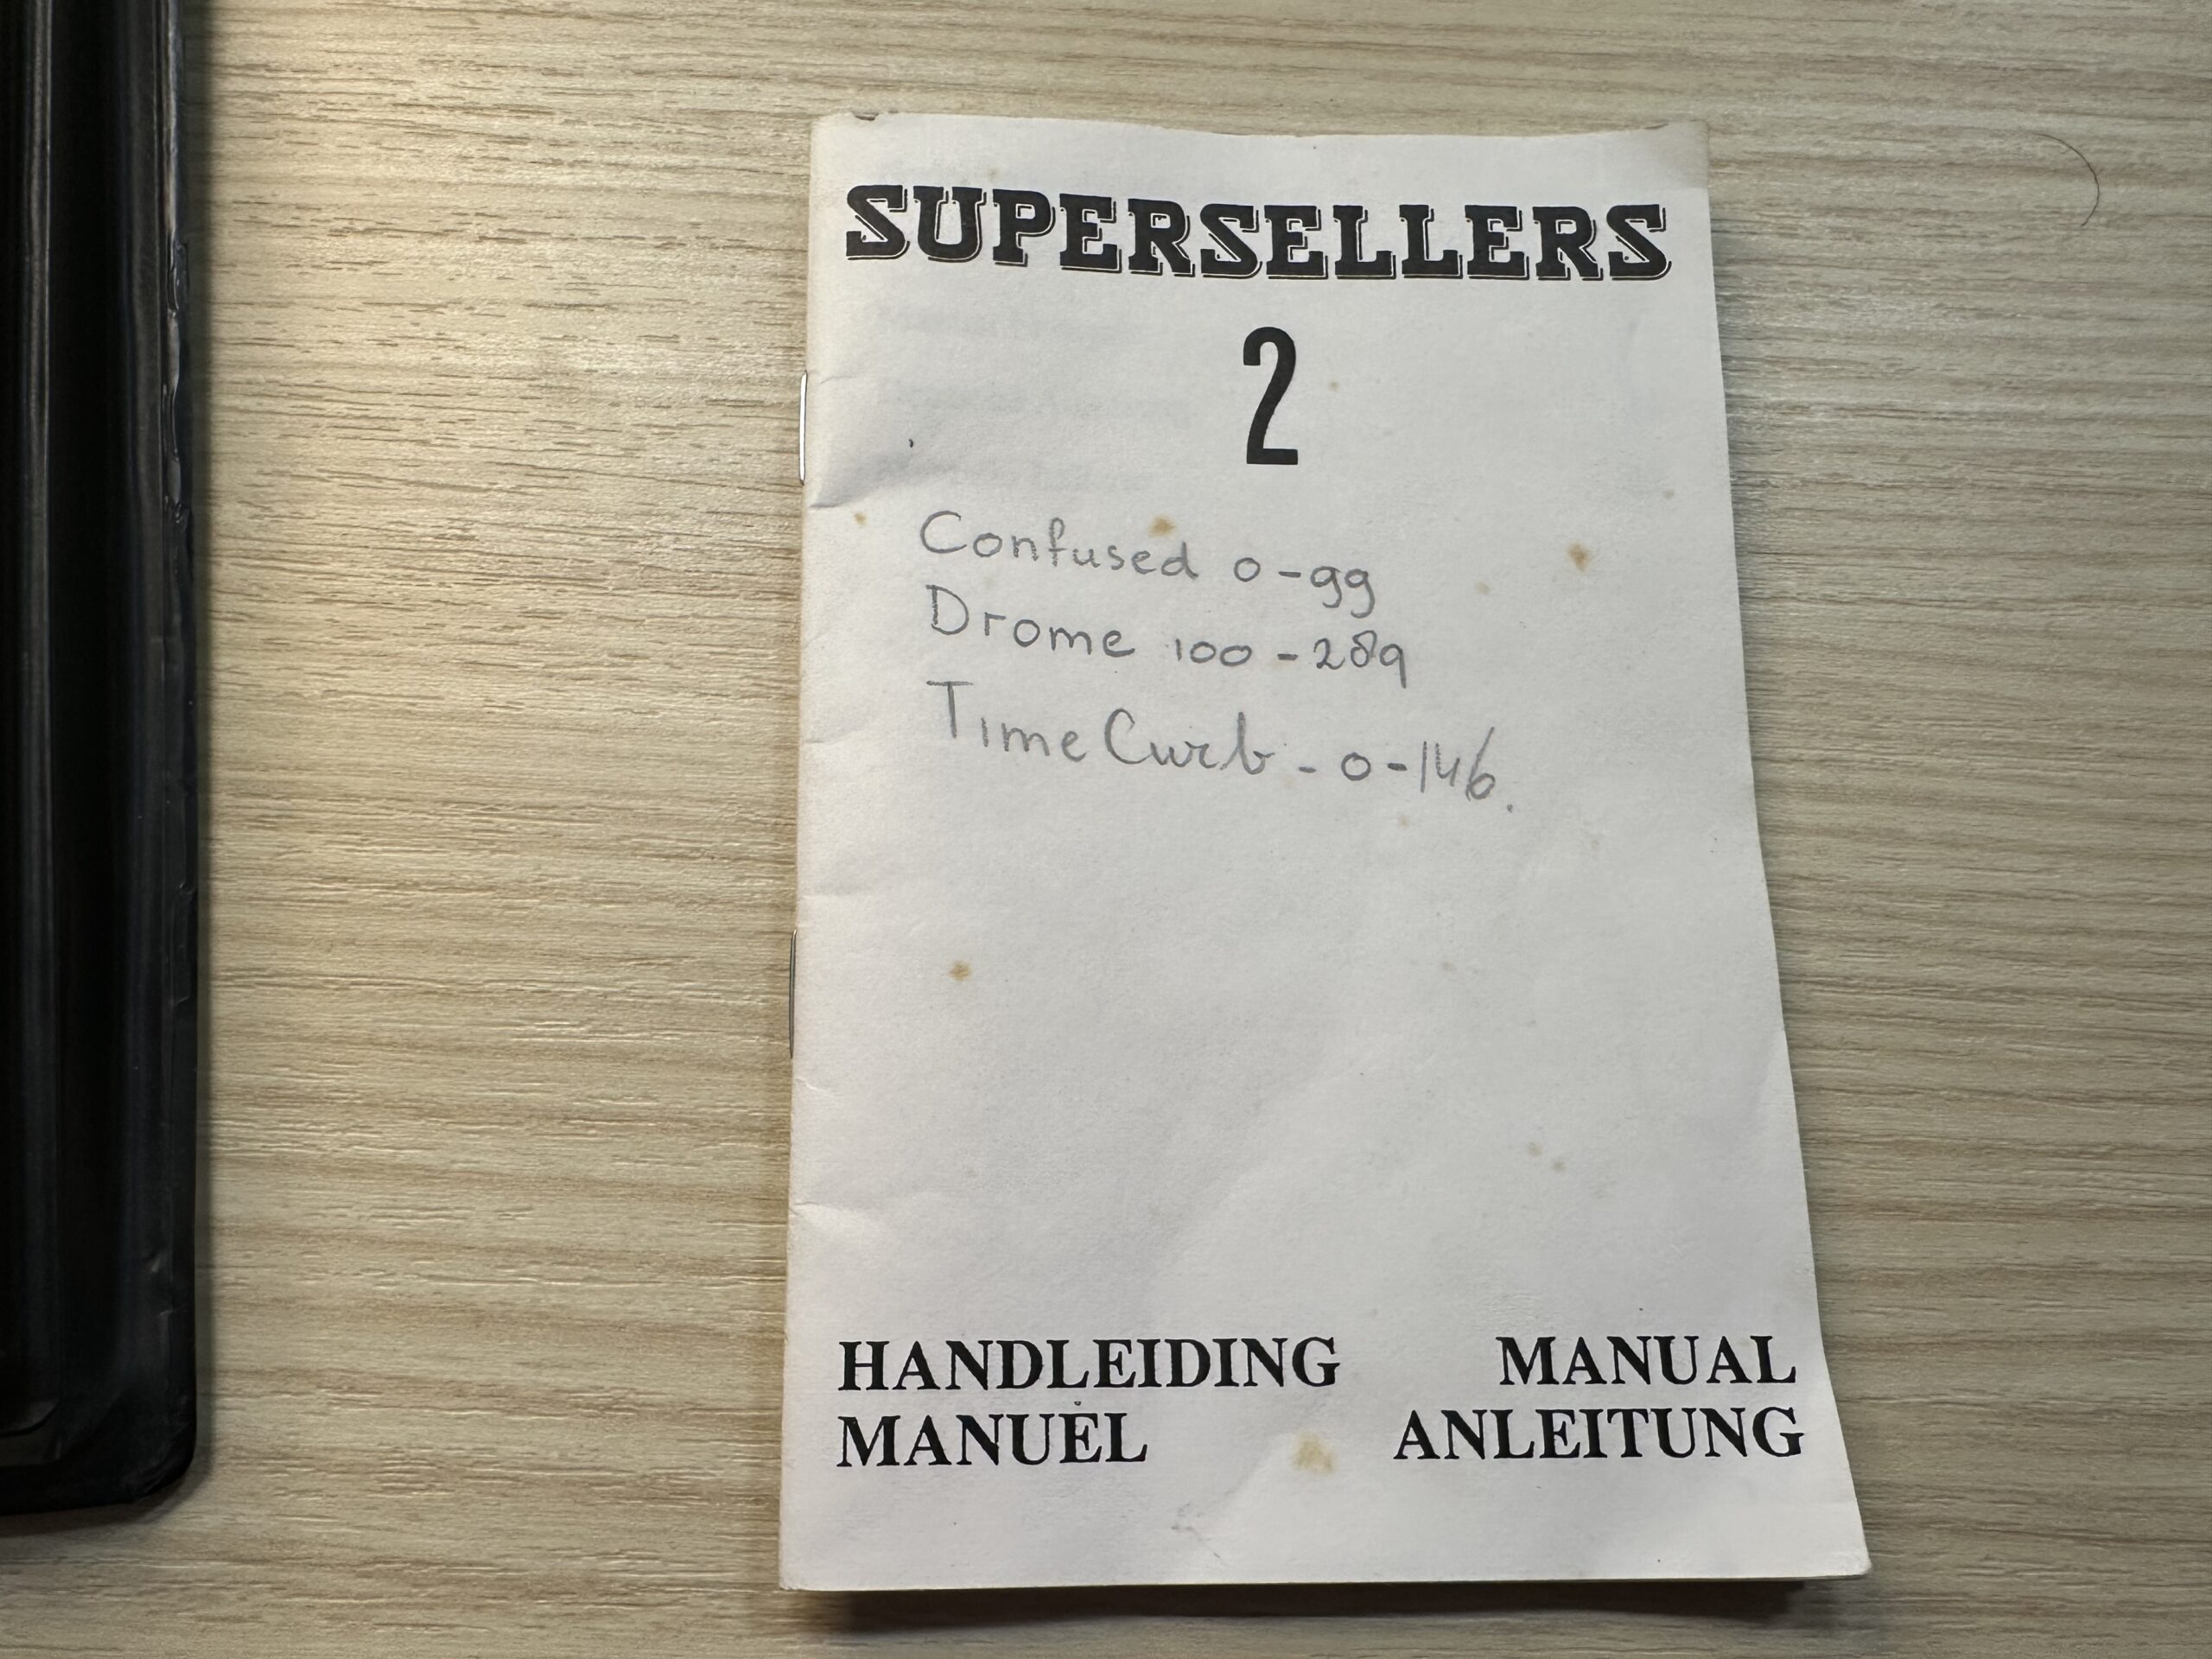 SUPERSELLERS
2
Confused 0-99
Drome 100-289
Time Curb - 0-146.
HANDLEIDING MANUAL
MANUEL ANLEITUNG